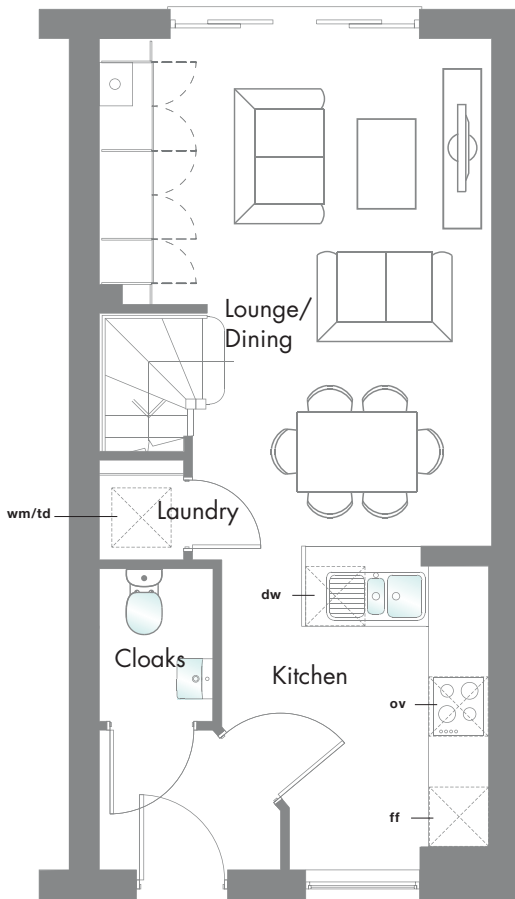 Lounge/
Dining
wm/td
Laundry
dw
Cloaks
Kitchen
ov
ff